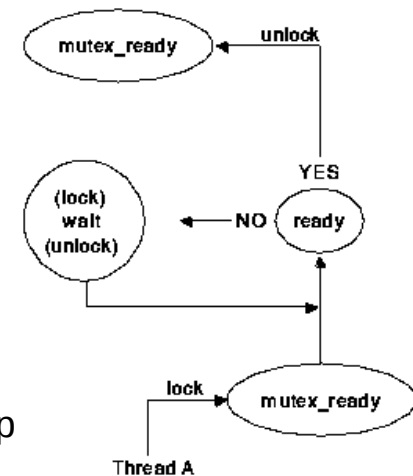 unlock
mutex_ready
YES
(lock)
wait
(unlock)
NO
ready
lock
mutex_ready
p
Thread A